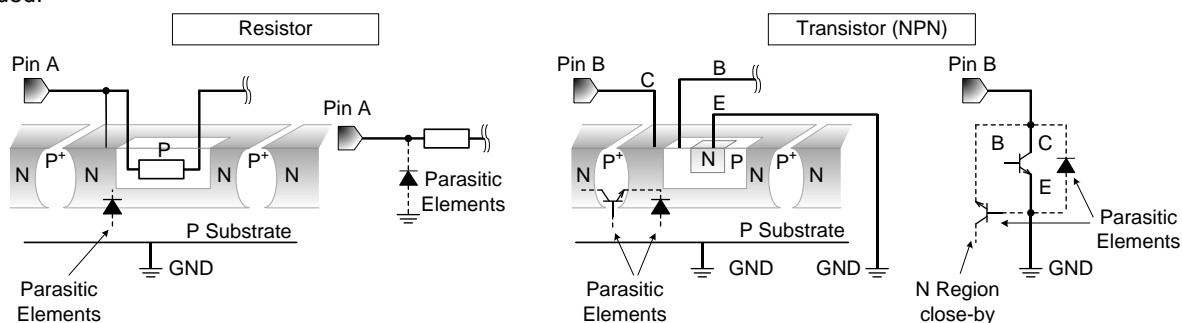 Resistor
Pin A
Pin A
N
P+
N
P
N
P+
N
Parasitic
Elements
P Substrate
GND
Parasitic
Elements
Transistor (NPN)
Pin B
C
B
E
N
P+
N
N
P
N
P+
N
P Substrate
GND
GND
Parasitic
Elements
Pin B
B
C
E
Parasitic
Elements
GND
N Region
close-by